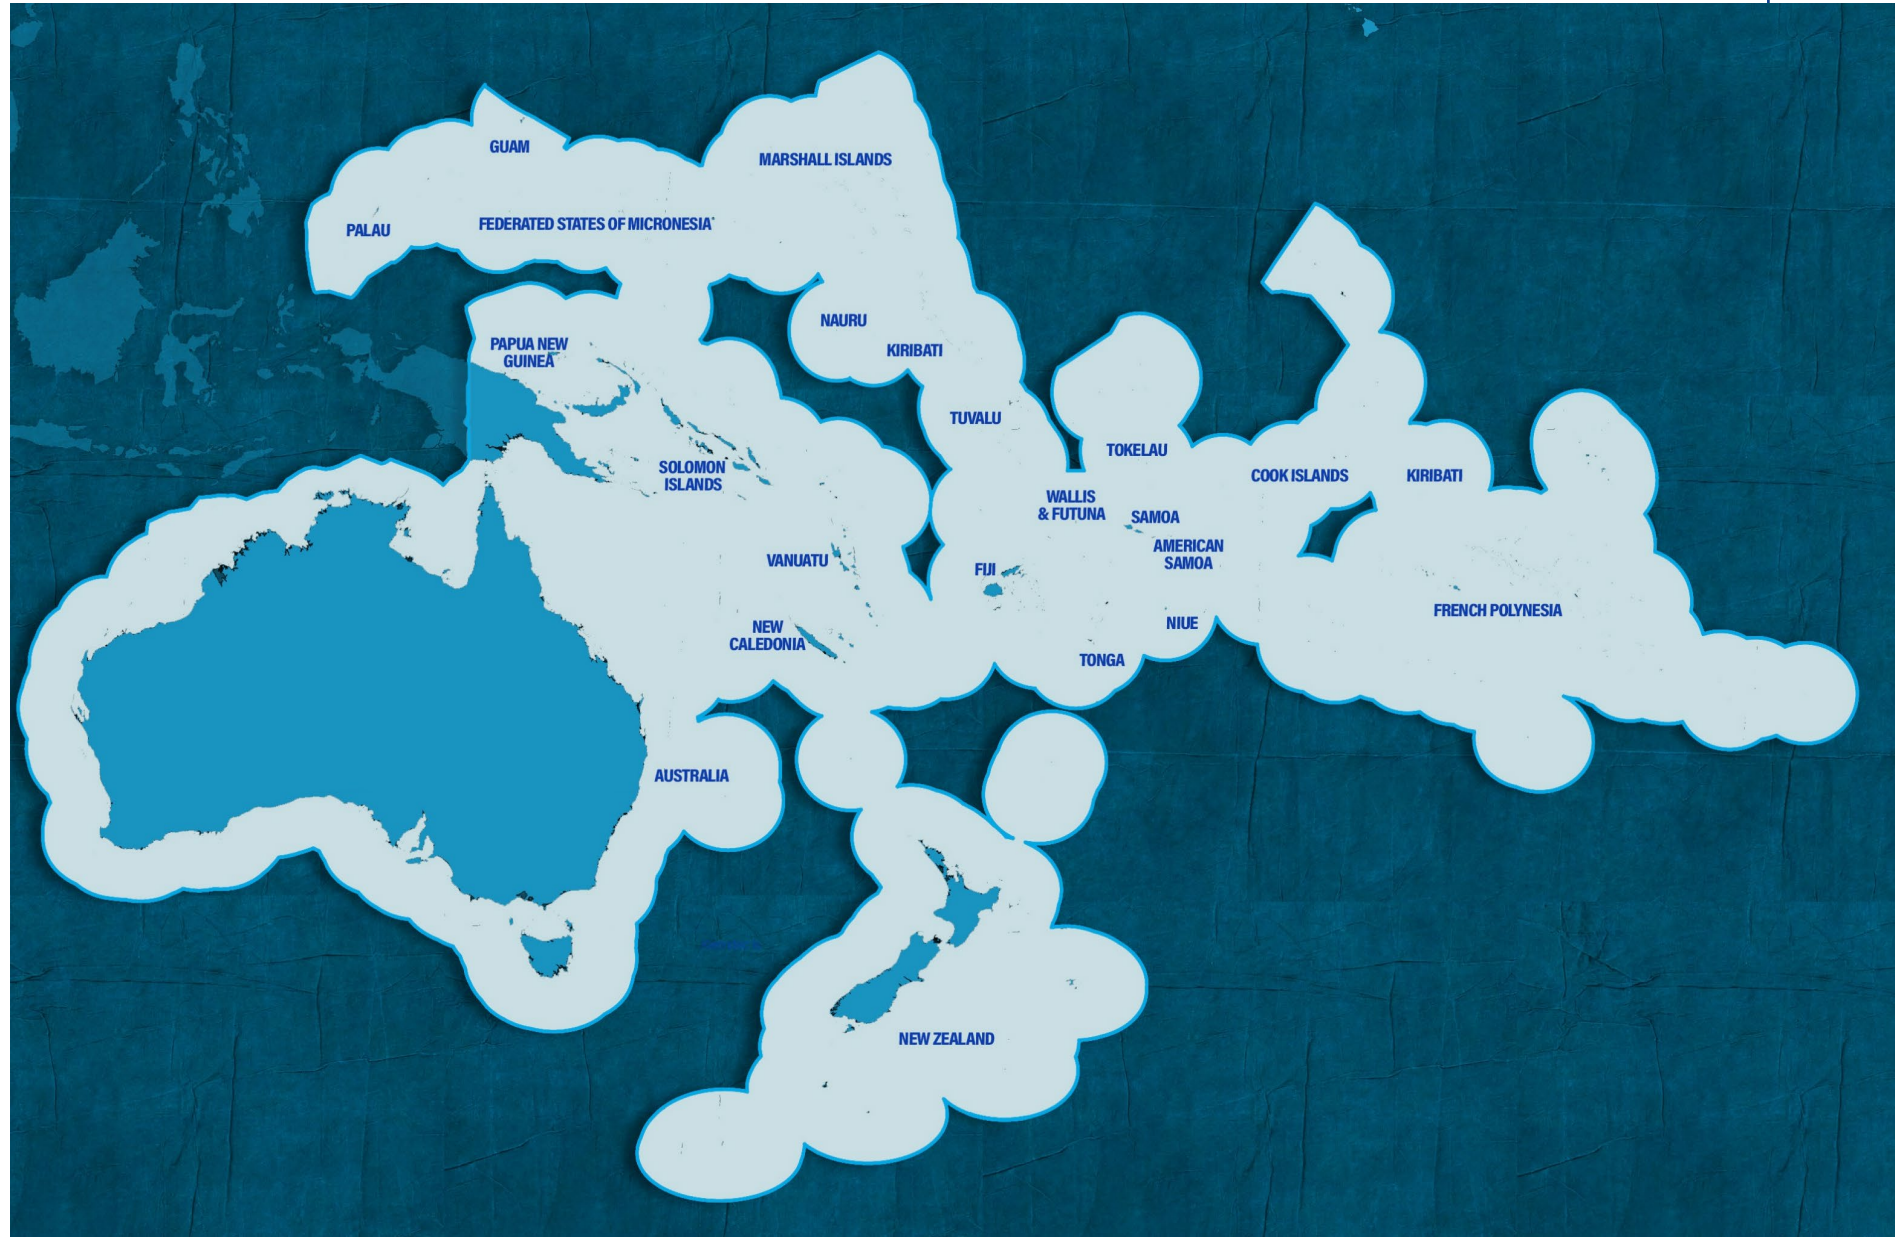 GUAM
MARSHALL ISLANDS
PALAU
FEDERATED STATES OF MICRONESIA*
NAURU
PAPUA NEW
GUINEA
KIRIBATI
TUVALU
TOKELAU
SOLOMON
ISLANDS
COOK ISLANDS
KIRIBATI
WALLIS
& FUTUNA
SAMOA
AMERICAN
SAMOA
VANUATU
FIJI
FRENCH POLYNESIA
NEW
CALEDONIA
NIUE
TONGA
AUSTRALIA
NEW ZEALAND